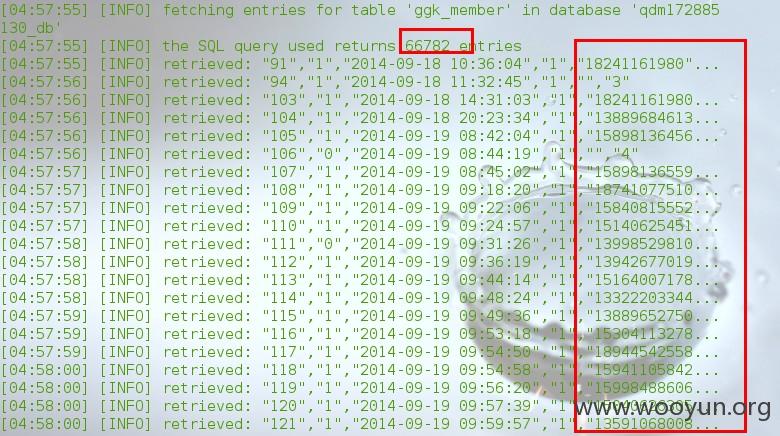 [04:57:55] [INFO] fetching entries for table 'ggk_member' in database 'qdm172885
130_db'
[04:57:55] [INFO] the SQL query used returns 66782 entries
[04:57:55] [INFO] retrieved: "91","1","2014-09-18 10:36:04","1","18241161980"...
[04:57:56] [INFO] retrieved: "94","1","2014-09-18 11:32:45","1","","3"
[04:57:56] [INFO] retrieved: "103","1","2014-09-18 14:31:03","1","18241161980...
[04:57:56] [INFO] retrieved: "104","1","2014-09-18 20:23:34","1","13889684613...
[04:57:56] [INFO] retrieved: "105","1","2014-09-19 08:42:04","1","15898136456...
[04:57:56] [INFO] retrieved: "106","0","2014-09-19 08:44:19","1","","4"
[04:57:57] [INFO] retrieved: "107","1","2014-09-19 08:45:02","1","15898136559...
[04:57:57] [INFO] retrieved: "108","1","2014-09-19 09:18:20","1","18741077510...
[04:57:57] [INFO] retrieved: "109","1","2014-09-19 09:22:06","1","15840815552...
[04:57:57] [INFO] retrieved: "110","1","2014-09-19 09:24:57","1","15140625451...
[04:57:58] [INFO] retrieved: "111","0","2014-09-19 09:31:26","1","13998529810...
[04:57:58] [INFO] retrieved: "112","1","2014-09-19 09:36:19","1","13942677019...
[04:57:58] [INFO] retrieved: "113","1","2014-09-19 09:44:14","1","15164007178...
[04:57:58] [INFO] retrieved: "114","1","2014-09-19 09:48:24","1","13322203344...
[04:57:59] [INFO] retrieved: "115","1","2014-09-19 09:49:36","1","13889652750...
[04:57:59] [INFO] retrieved: "116","1","2014-09-19 09:53:18","1","15304113278...
[04:57:59] [INFO] retrieved: "117","1","2014-09-19 09:54:50","1","18944542558...
[04:58:00] [INFO] retrieved: "118","1","2014-09-19 09:54:58","1","15941105842...
[04:58:00] [INFO] retrieved: "119","1","2014-09-19 09:56:20","1","15998488606...
[04:58:00] [INFO] retrieved: "120","1","2014-09-19 09:57:39","1",
www.wooyun.org
[04:58:00] [INFO] retrieved: "121","1","2014-09-19 09:59:57","1","13591068008...